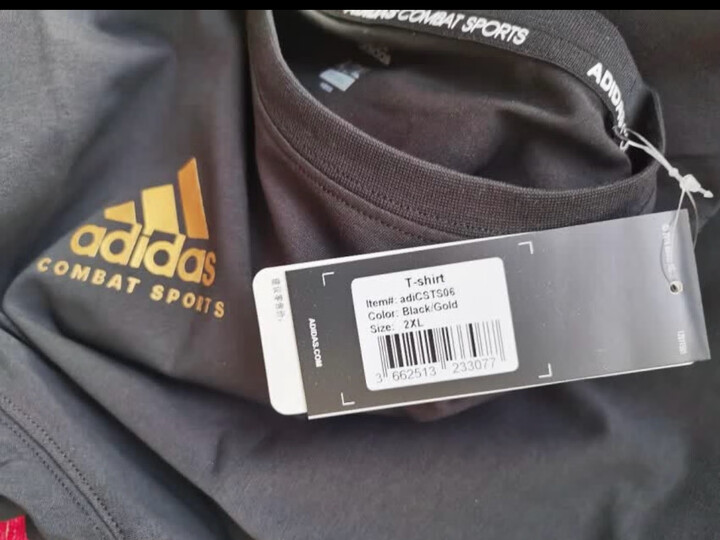 COMBAT SPORTS
ADIDAS
adidas
COMBAT SPORTS
ADIDAS.COM
T-shirt
Item#: adiCSTS06
Color: Black/Gold
Size: 2XL
3 662513 233077